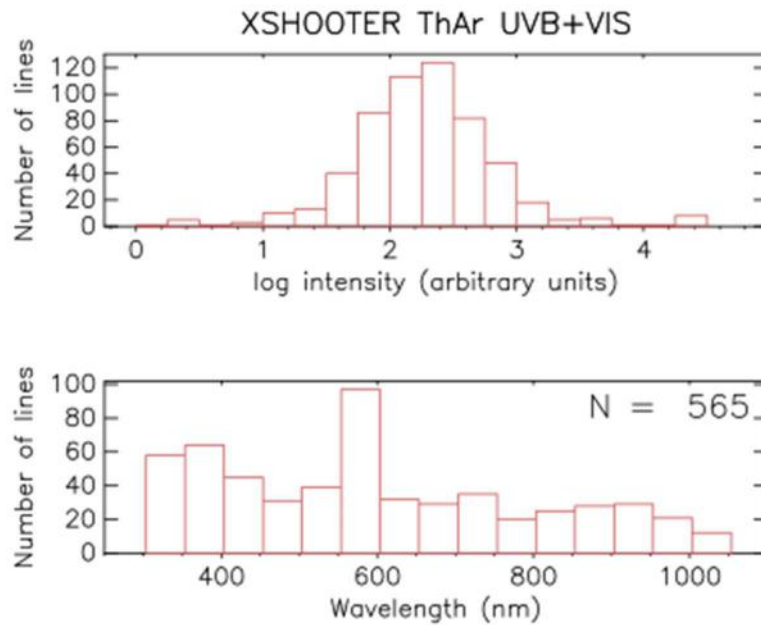 XSHOOTER ThAr UVB+VIS
Number of lines
120
100
80
60
40
20
0
0 1 2 3 4
log intensity (arbitrary units)
Number of lines
100
80
60
40
20
0
N = 565
400 600 800 1000
Wavelength (nm)